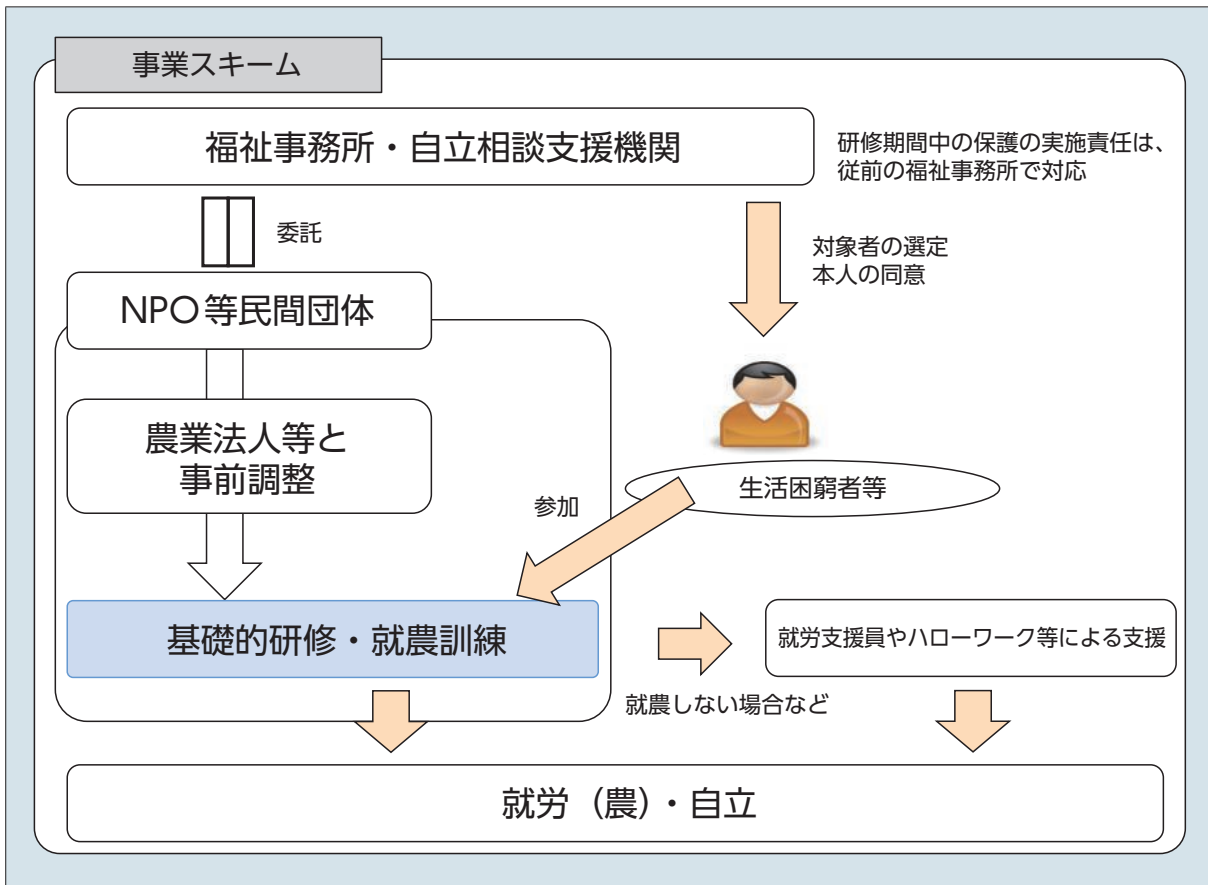 事業スキーム
福祉事務所・自立相談支援機関
研修期間中の保護の実施責任は、
従前の福祉事務所で対応
委託
対象者の選定
本人の同意
NPO等民間団体
農業法人等と
事前調整
生活困窮者等
参加
基礎的研修・就農訓練
就労支援員やハローワーク等による支援
就農しない場合など
就労（農）・自立